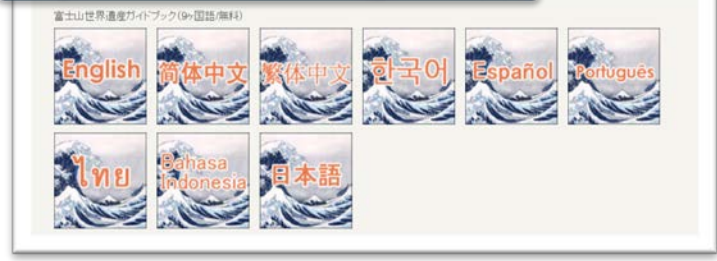 富士山世界遺産ガイドブック(9ヶ国語/無料)
English
简体中文
繁体中文
한국어
Español
Português
ไทย
Bahasa
Indonesia
日本語